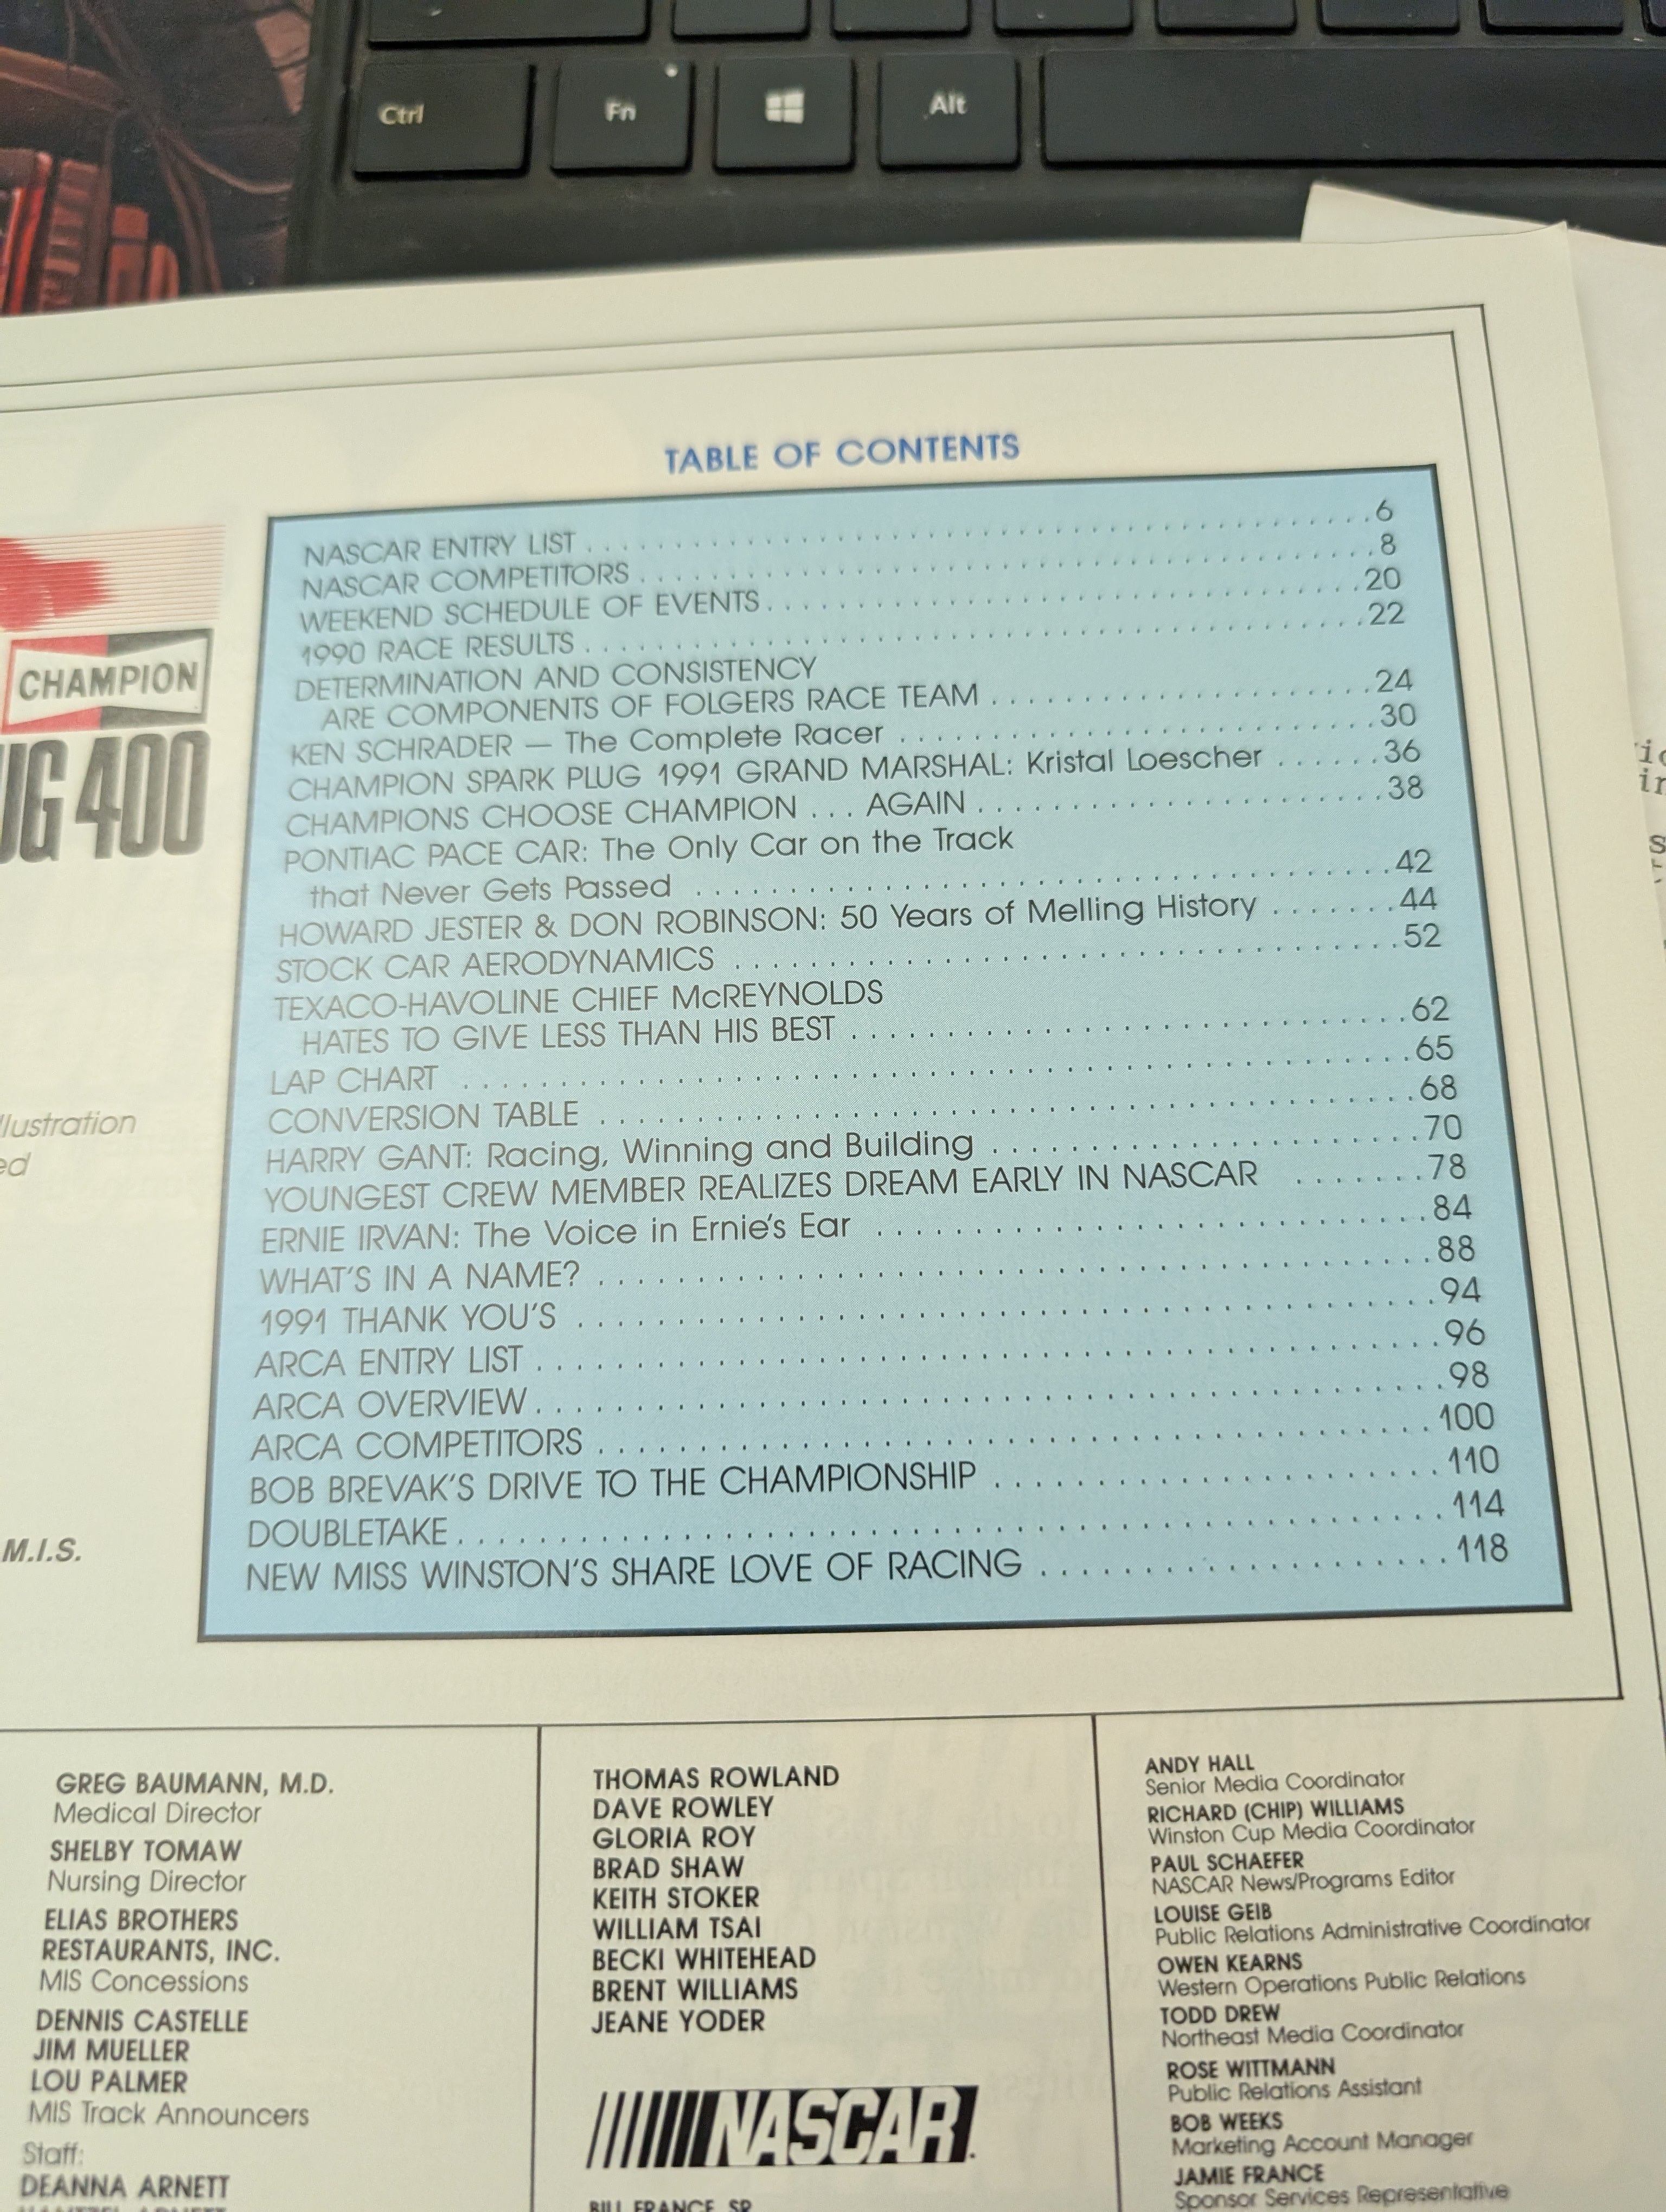 Ctrl
Fn
Alt
TABLE OF CONTENTS
NASCAR ENTRY LIST . . . . . . . . . . 6
NASCAR COMPETITORS . . . . . . . . . . 8
WEEKEND SCHEDULE OF EVENTS . . . . . . . . . . 20
1990 RACE RESULTS . . . . . . . . . . 22
DETERMINATION AND CONSISTENCY
ARE COMPONENTS OF FOLGERS RACE TEAM . . . . . . . . . . 24
KEN SCHRADER — The Complete Racer . . . . . . . . . . 30
CHAMPION SPARK PLUG 1991 GRAND MARSHAL: Kristal Loescher . . . . . . 36
CHAMPIONS CHOOSE CHAMPION . . . AGAIN . . . . . . . . . . 38
PONTIAC PACE CAR: The Only Car on the Track
that Never Gets Passed . . . . . . . . . . 42
HOWARD JESTER & DON ROBINSON: 50 Years of Melling History . . . . . . . 44
STOCK CAR AERODYNAMICS . . . . . . . . . . 52
TEXACO-HAVOLINE CHIEF McREYNOLDS
HATES TO GIVE LESS THAN HIS BEST . . . . . . . . . . 62
LAP CHART . . . . . . . . . . 65
CONVERSION TABLE . . . . . . . . . . 68
HARRY GANT: Racing, Winning and Building . . . . . . . . . . 70
YOUNGEST CREW MEMBER REALIZES DREAM EARLY IN NASCAR . . . . . . . 78
ERNIE IRVAN: The Voice in Ernie's Ear . . . . . . . . . . 84
WHAT'S IN A NAME? . . . . . . . . . . 88
1991 THANK YOU'S . . . . . . . . . . 94
ARCA ENTRY LIST . . . . . . . . . . 96
ARCA OVERVIEW . . . . . . . . . . 98
ARCA COMPETITORS . . . . . . . . . . 100
BOB BREVAK'S DRIVE TO THE CHAMPIONSHIP . . . . . . . . . . 110
DOUBLETAKE . . . . . . . . . . 114
NEW MISS WINSTON'S SHARE LOVE OF RACING . . . . . . . . . . 118
CHAMPION
UG 400
llustration
ed
M.I.S.
GREG BAUMANN, M.D.
Medical Director
SHELBY TOMAW
Nursing Director
ELIAS BROTHERS
RESTAURANTS, INC.
MIS Concessions
DENNIS CASTELLE
JIM MUELLER
LOU PALMER
MIS Track Announcers
Staff:
DEANNA ARNETT
THOMAS ROWLAND
DAVE ROWLEY
GLORIA ROY
BRAD SHAW
KEITH STOKER
WILLIAM TSAI
BECKI WHITEHEAD
BRENT WILLIAMS
JEANE YODER
NASCAR
BILL FRANCE, SR.
ANDY HALL
Senior Media Coordinator
RICHARD (CHIP) WILLIAMS
Winston Cup Media Coordinator
PAUL SCHAEFER
NASCAR News/Programs Editor
LOUISE GEIB
Public Relations Administrative Coordinator
OWEN KEARNS
Western Operations Public Relations
TODD DREW
Northeast Media Coordinator
ROSE WITTMANN
Public Relations Assistant
BOB WEEKS
Marketing Account Manager
JAMIE FRANCE
Sponsor Services Representative